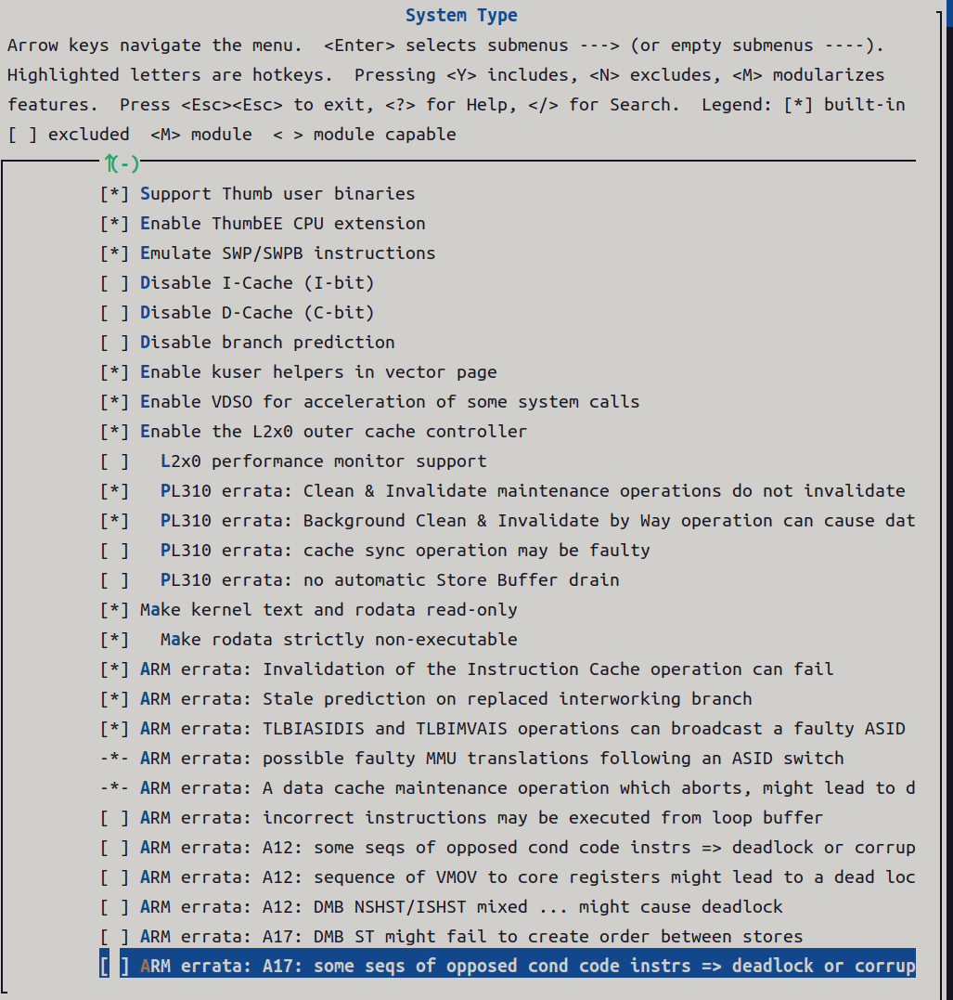 System Type
Arrow keys navigate the menu.  <Enter> selects submenus ---> (or empty submenus ----).
Highlighted letters are hotkeys.  Pressing <Y> includes, <N> excludes, <M> modularizes
features.  Press <Esc><Esc> to exit, <?> for Help, </> for Search.  Legend: [*] built-in
[ ] excluded  <M> module  < > module capable
↑(-)
[*] Support Thumb user binaries
[*] Enable ThumbEE CPU extension
[*] Emulate SWP/SWPB instructions
[ ] Disable I-Cache (I-bit)
[ ] Disable D-Cache (C-bit)
[ ] Disable branch prediction
[*] Enable kuser helpers in vector page
[*] Enable VDSO for acceleration of some system calls
[*] Enable the L2x0 outer cache controller
[ ]   L2x0 performance monitor support
[*]   PL310 errata: Clean & Invalidate maintenance operations do not invalidate
[*]   PL310 errata: Background Clean & Invalidate by Way operation can cause dat
[ ]   PL310 errata: cache sync operation may be faulty
[ ]   PL310 errata: no automatic Store Buffer drain
[*] Make kernel text and rodata read-only
[*]   Make rodata strictly non-executable
[*] ARM errata: Invalidation of the Instruction Cache operation can fail
[*] ARM errata: Stale prediction on replaced interworking branch
[*] ARM errata: TLBIASIDIS and TLBIMVAIS operations can broadcast a faulty ASID
-*- ARM errata: possible faulty MMU translations following an ASID switch
-*- ARM errata: A data cache maintenance operation which aborts, might lead to d
[ ] ARM errata: incorrect instructions may be executed from loop buffer
[ ] ARM errata: A12: some seqs of opposed cond code instrs => deadlock or corrup
[ ] ARM errata: A12: sequence of VMOV to core registers might lead to a dead loc
[ ] ARM errata: A12: DMB NSHST/ISHST mixed ... might cause deadlock
[ ] ARM errata: A17: DMB ST might fail to create order between stores
[ ] ARM errata: A17: some seqs of opposed cond code instrs => deadlock or corrup